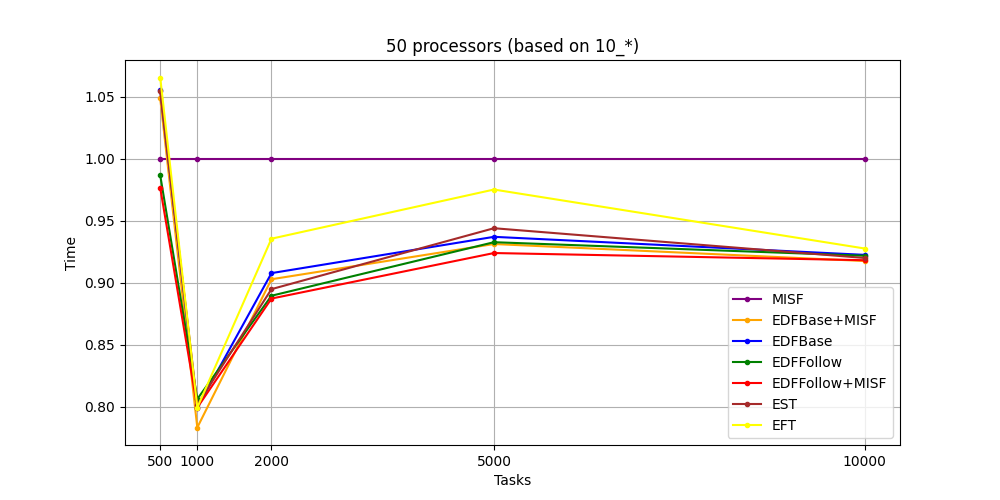 50 processors (based on 10_*)
Time
1.05
1.00
0.95
0.90
0.85
0.80
MISF
EDFBase+MISF
EDFBase
EDFFollow
EDFFollow+MISF
EST
EFT
500 1000 2000 5000 10000
Tasks